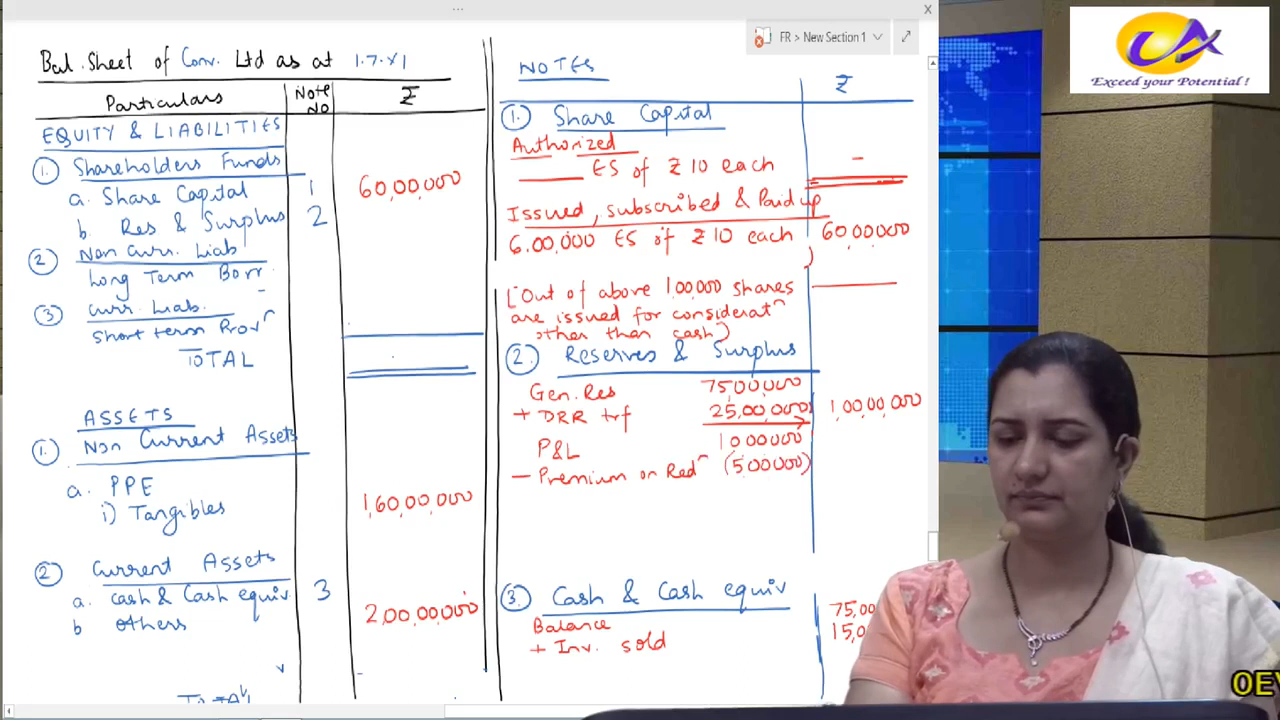 FR > New Section 1
Exceed your Potential !
Bal. Sheet of Conv. Ltd as at 1.7.X1
Particulars Note No ₹
EQUITY & LIABILITIES
1. Shareholders Funds
a. Share Capital 1 60,00,000
b. Res & Surplus 2
2 Non Curr. Liab
Long Term Borr.
3 Curr. Liab.
Short term Provn
TOTAL
ASSETS
1. Non Current Assets
a. PPE
i) Tangibles 1,60,00,000
2 Current Assets
a. Cash & Cash equiv. 3
b Others 2,00,00,000
TOTAL
NOTES
₹
1. Share Capital
Authorized
ES of ₹ 10 each -
Issued, subscribed & Paid up
6,00,000 ES of ₹ 10 each 60,00,000
(Out of above 1,00,000 shares
are issued for consideratn
other than cash)
2. Reserves & Surplus
Gen. Res 75,00,000
+ DRR trf 25,00,000 1,00,00,000
P&L 10,00,000
- Premium on Redn (5,00,000)
3. Cash & Cash equiv
Balance 75,00
+ Inv. sold 15,0
OE